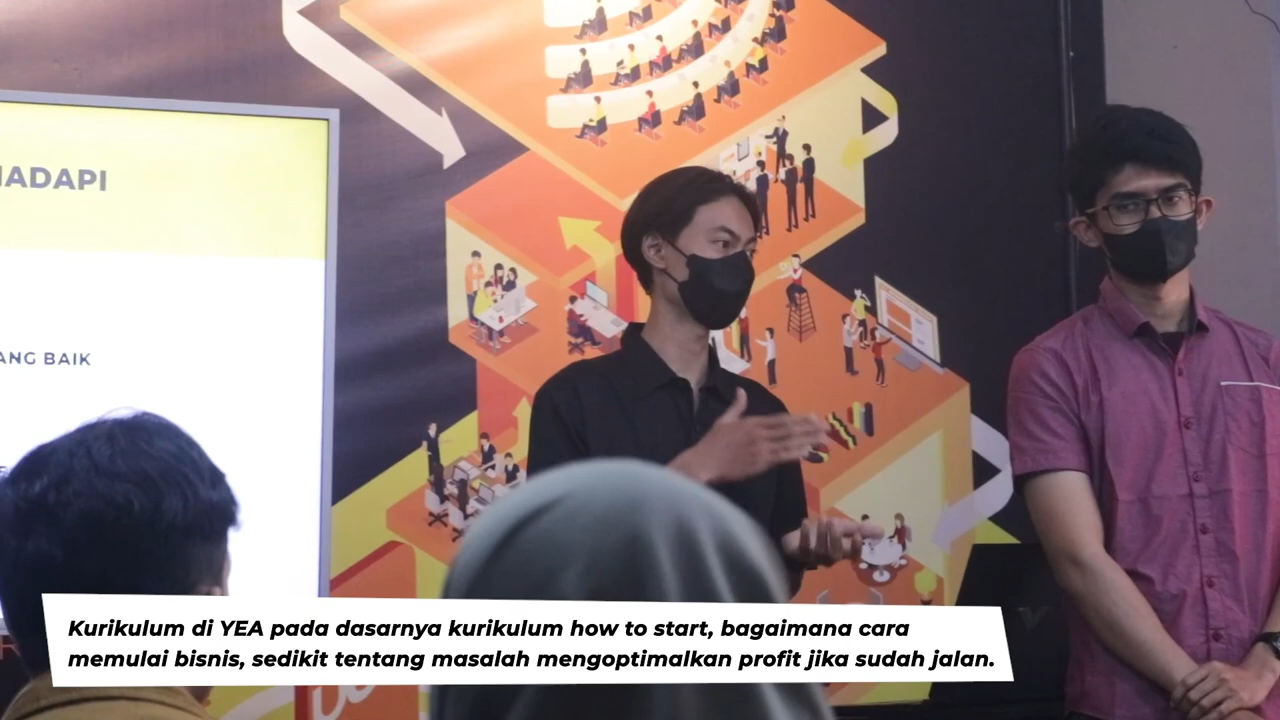 HADAPI
ANG BAIK
Kurikulum di YEA pada dasarnya kurikulum how to start, bagaimana cara
memulai bisnis, sedikit tentang masalah mengoptimalkan profit jika sudah jalan.